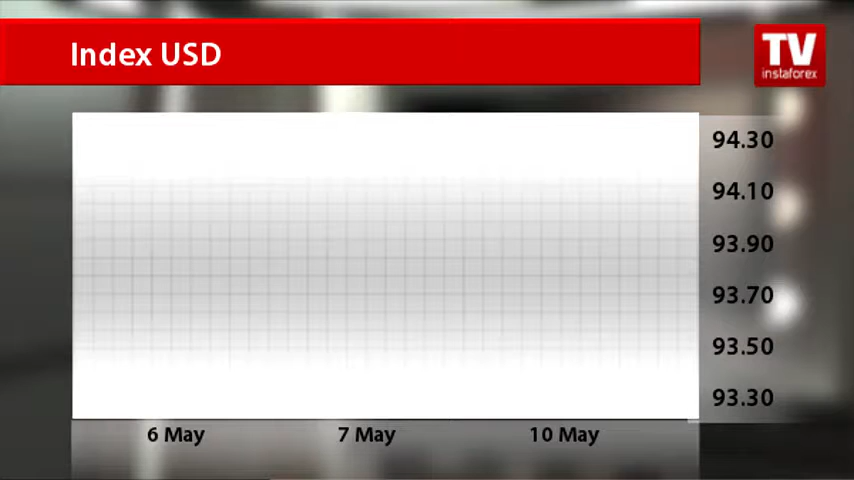 Index USD
TV
instaforex
94.30
94.10
93.90
93.70
93.50
93.30
6 May
7 May
10 May